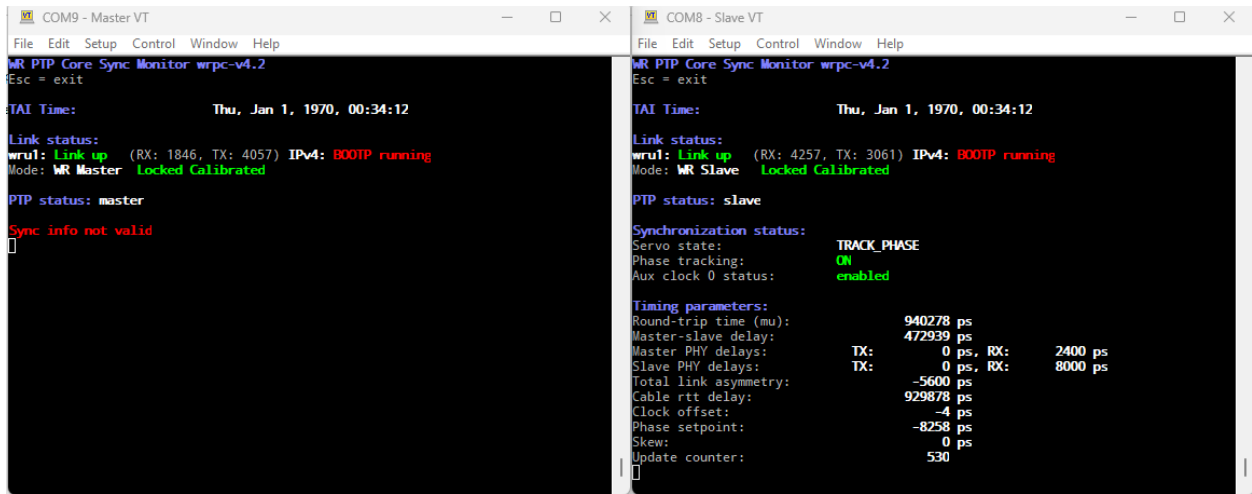 COM9 - Master VT
File Edit Setup Control Window Help
WR PTP Core Sync Monitor wrpc-v4.2
Esc = exit
TAI Time: Thu, Jan 1, 1970, 00:34:12
Link status:
wru1: Link up (RX: 1846, TX: 4057) IPv4: BOOTP running
Mode: WR Master Locked Calibrated
PTP status: master
Sync info not valid
COM8 - Slave VT
File Edit Setup Control Window Help
WR PTP Core Sync Monitor wrpc-v4.2
Esc = exit
TAI Time: Thu, Jan 1, 1970, 00:34:12
Link status:
wru1: Link up (RX: 4257, TX: 3061) IPv4: BOOTP running
Mode: WR Slave Locked Calibrated
PTP status: slave
Synchronization status:
Servo state: TRACK_PHASE
Phase tracking: ON
Aux clock 0 status: enabled
Timing parameters:
Round-trip time (mu): 940278 ps
Master-slave delay: 472939 ps
Master PHY delays: TX: 0 ps, RX: 2400 ps
Slave PHY delays: TX: 0 ps, RX: 8000 ps
Total link asymmetry: -5600 ps
Cable rtt delay: 929878 ps
Clock offset: -4 ps
Phase setpoint: -8258 ps
Skew: 0 ps
Update counter: 530